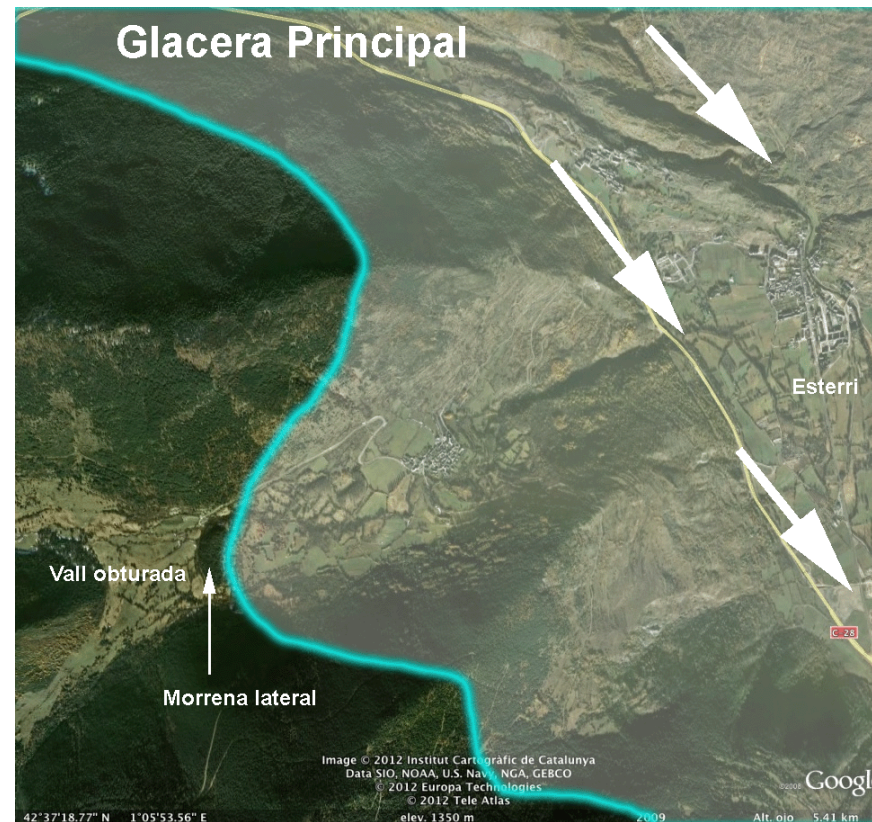 Glacera Principal
Esterri
Vall obturada
C 28
Morrena lateral
Image © 2012 Institut Cartogràfic de Catalunya
Data SIO, NOAA, U.S. Navy, NGA, GEBCO
© 2012 Europa Technologies
© 2012 Tele Atlas
©2009 Google
42°37'18.77" N 1°05'53.56" E elev. 1350 m 2009 Alt. ojo 5.41 km